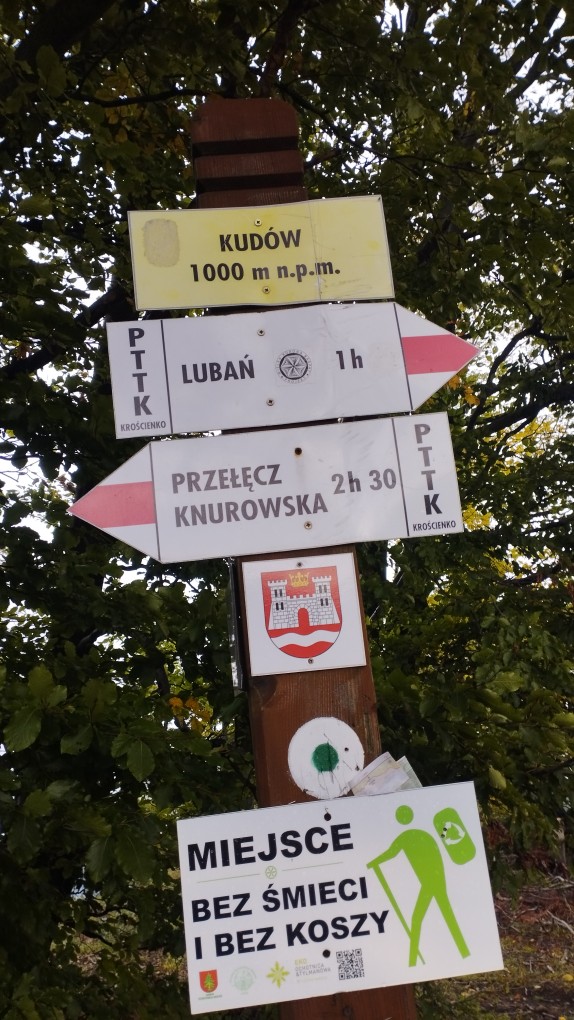 KUDÓW
1000 m n.p.m.
PTTK
KROŚCIENKO
LUBAŃ
1h
PRZEŁĘCZ
KNUROWSKA
2h 30
PTTK
KROŚCIENKO
MIEJSCE
BEZ ŚMIECI
I BEZ KOSZY